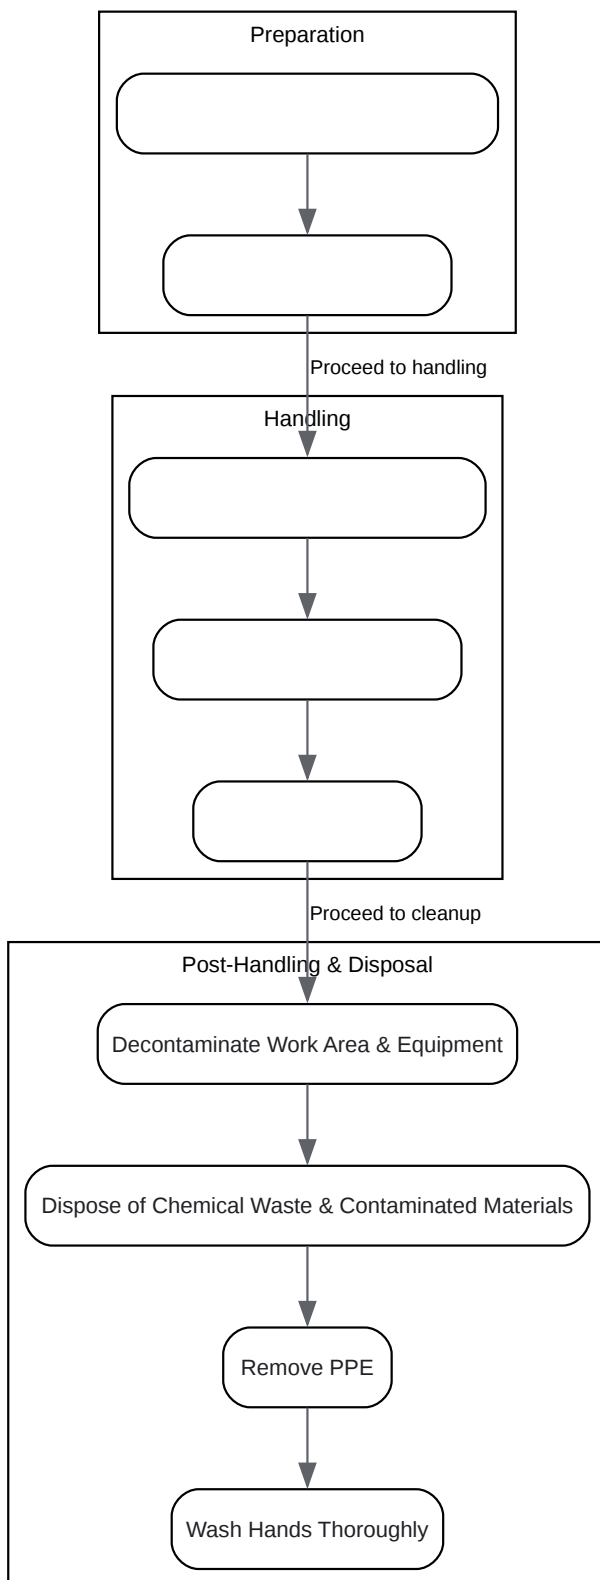 Preparation
Proceed to handling
Handling
Proceed to cleanup
Post-Handling & Disposal
Decontaminate Work Area & Equipment
Dispose of Chemical Waste & Contaminated Materials
Remove PPE
Wash Hands Thoroughly